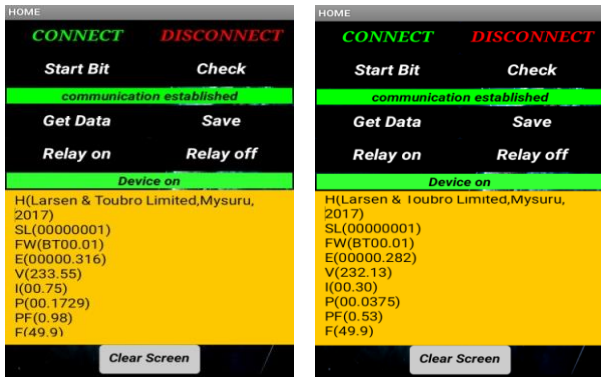 HOME
CONNECT DISCONNECT
Start Bit Check
communication established
Get Data Save
Relay on Relay off
Device on
H(Larsen & Toubro Limited,Mysuru,
2017)
SL(00000001)
FW(BT00.01)
E(00000.316)
V(233.55)
I(00.75)
P(00.1729)
PF(0.98)
F(49.9)
Clear Screen
HOME
CONNECT DISCONNECT
Start Bit Check
communication established
Get Data Save
Relay on Relay off
Device on
H(Larsen & Toubro Limited,Mysuru,
2017)
SL(00000001)
FW(BT00.01)
E(00000.282)
V(232.13)
I(00.30)
P(00.0375)
PF(0.53)
F(49.9)
Clear Screen